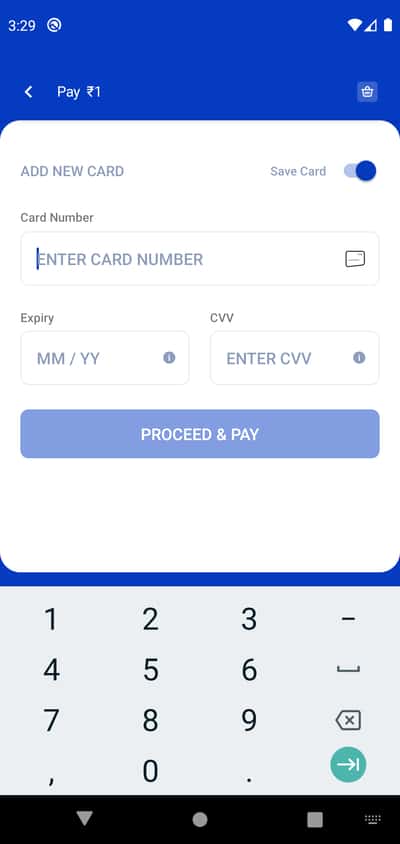 3:29
Pay ₹1
ADD NEW CARD Save Card
Card Number
ENTER CARD NUMBER
Expiry CVV
MM / YY ENTER CVV
PROCEED & PAY
1 2 3 –
4 5 6
7 8 9
, 0 .